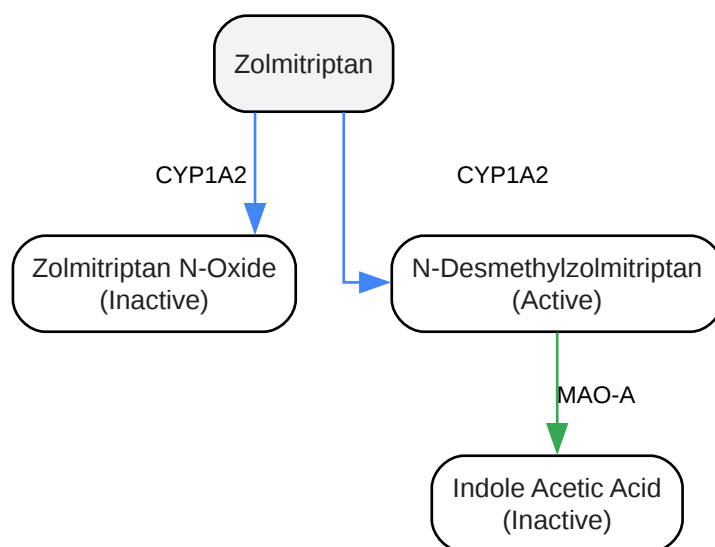 Zolmitriptan
CYP1A2
CYP1A2
Zolmitriptan N-Oxide
(Inactive)
N-Desmethylzolmitriptan
(Active)
MAO-A
Indole Acetic Acid
(Inactive)